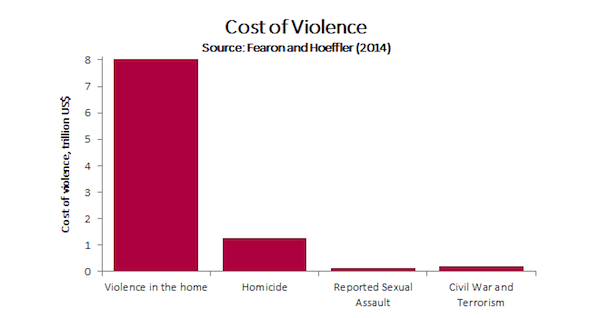 Cost of Violence
Source: Fearon and Hoeffler (2014)
Cost of violence, trillion US$
8
7
6
5
4
3
2
1
0
Violence in the home
Homicide
Reported Sexual
Assault
Civil War and
Terrorism